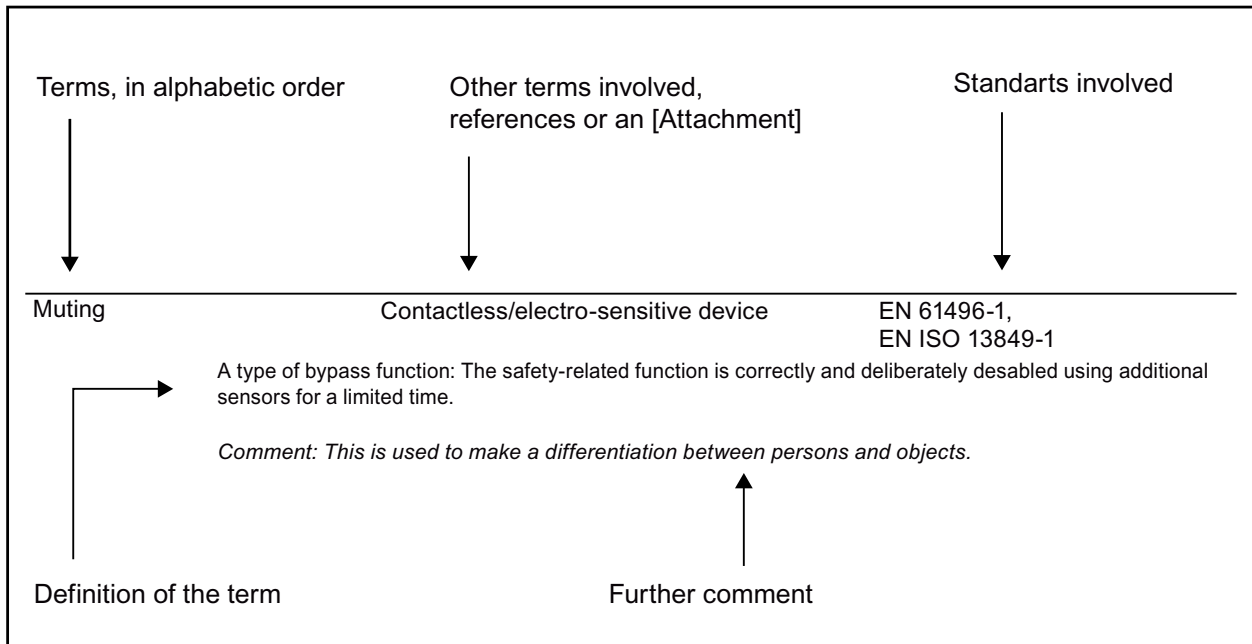 Terms, in alphabetic order
Other terms involved,
references or an [Attachment]
Standarts involved
Muting
Contactless/electro-sensitive device
EN 61496-1,
EN ISO 13849-1
A type of bypass function: The safety-related function is correctly and deliberately desabled using additional
sensors for a limited time.
Comment: This is used to make a differentiation between persons and objects.
Definition of the term
Further comment